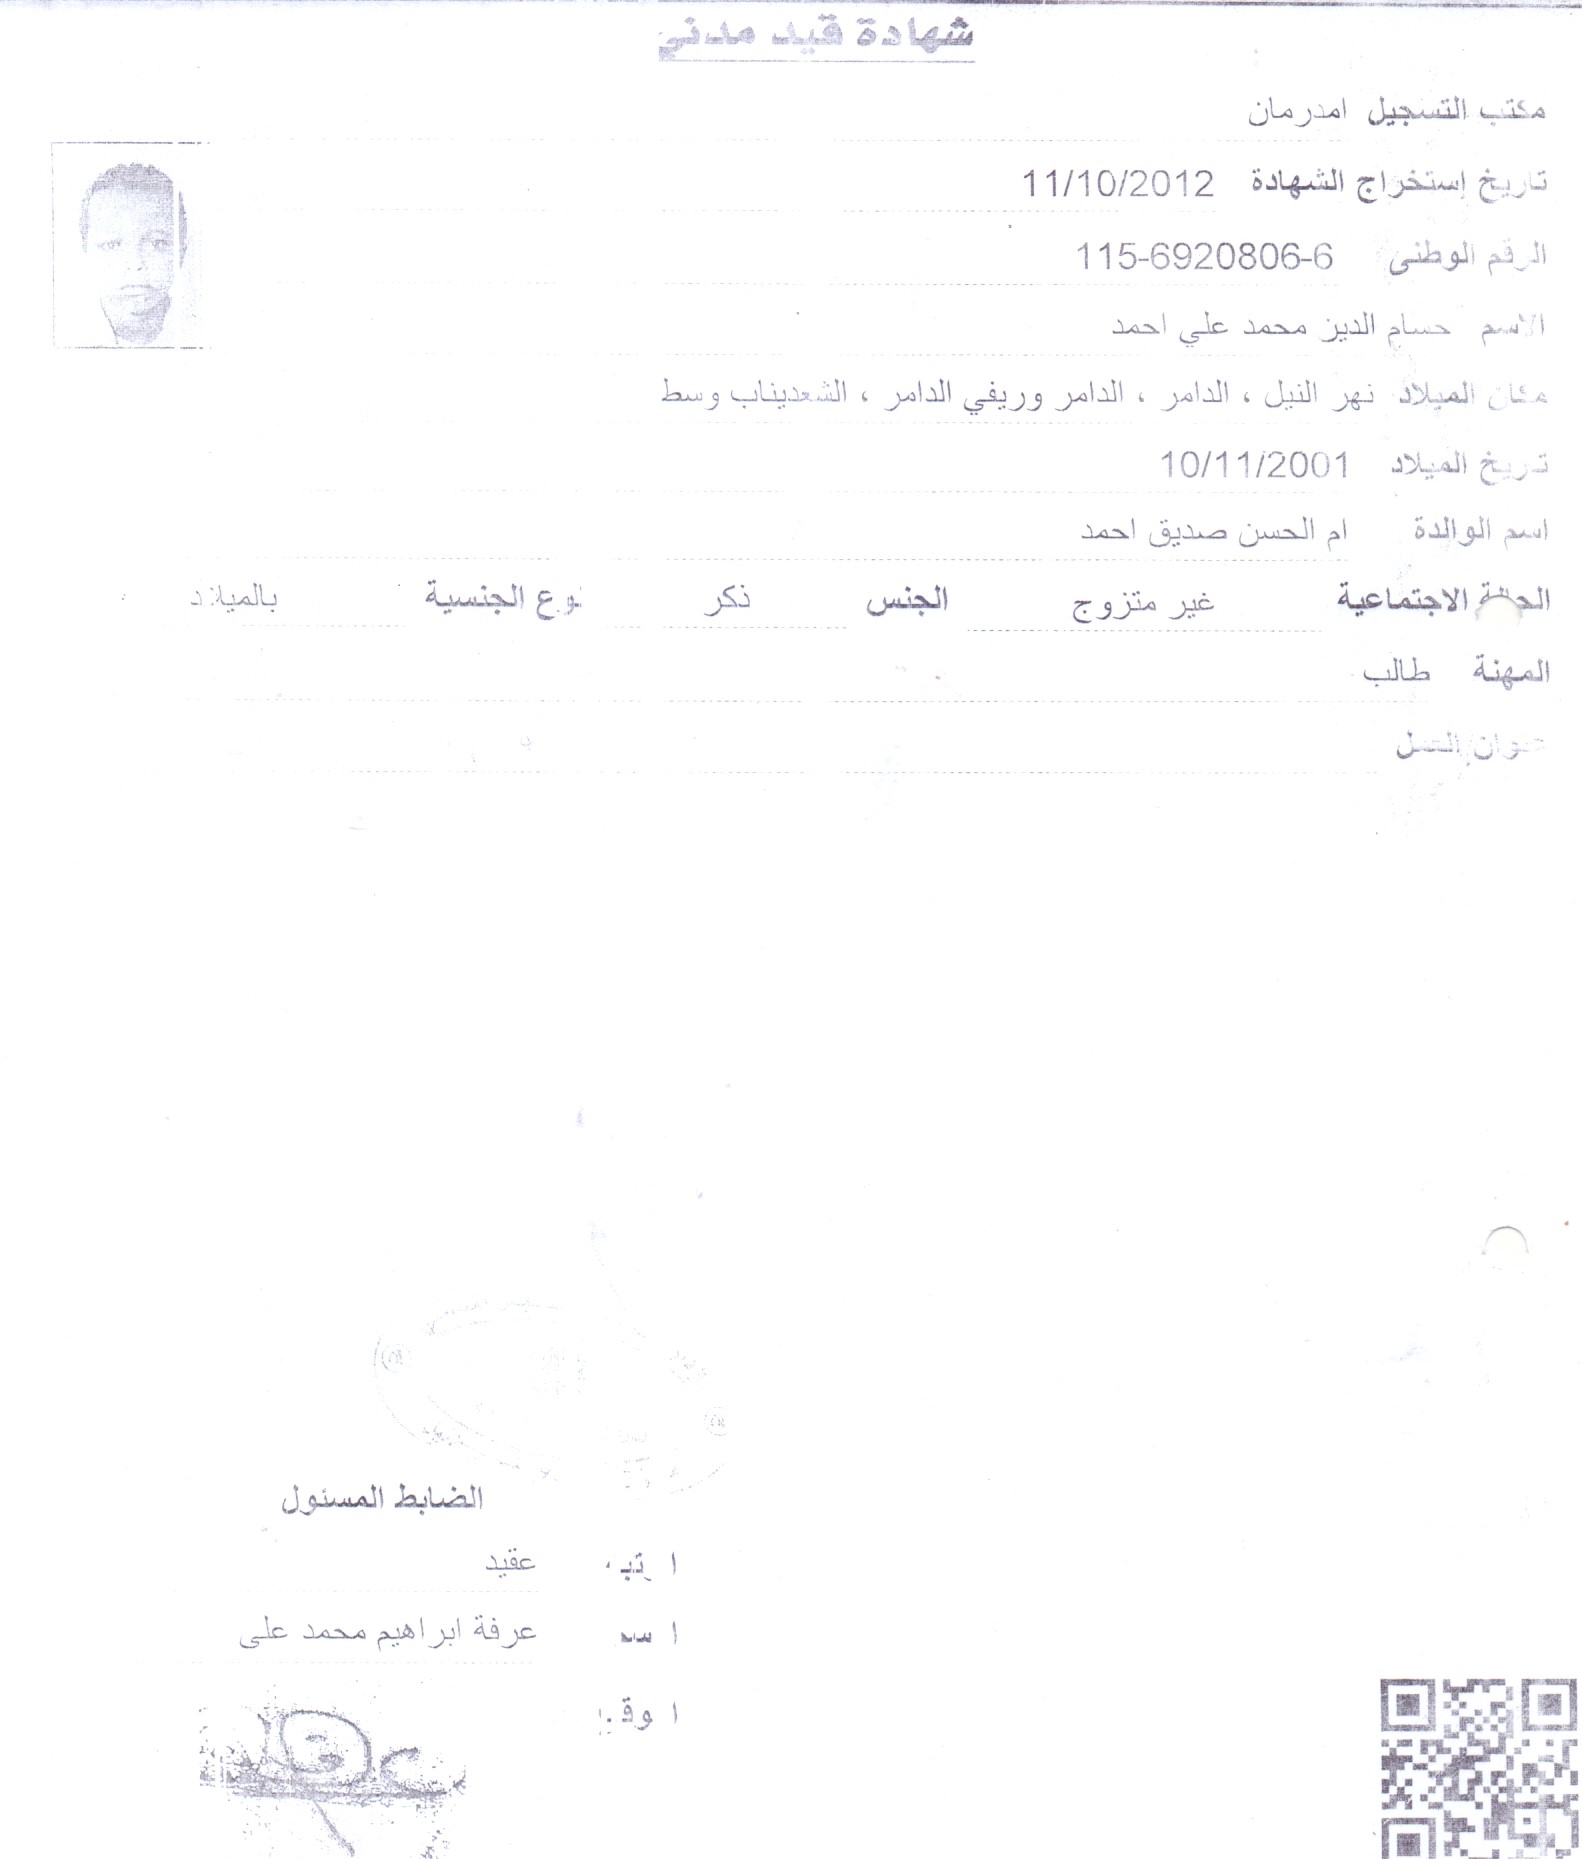 شهادة قيد مدني
مكتب التسجيل امدرمان
تاريخ إستخراج الشهادة 11/10/2012
الرقم الوطنى 115-6920806-6
الاسم حسام الدين محمد علي احمد
مكان الميلاد نهر النيل ، الدامر ، الدامر وريفي الدامر ، الشعديناب وسط
تاريخ الميلاد 10/11/2001
اسم الوالدة ام الحسن صديق احمد
الحالة الاجتماعية غير متزوج الجنس ذكر نوع الجنسية بالميلاد
المهنة طالب
عنوان العمل
الضابط المسئول
عقيد
عرفة ابراهيم محمد على